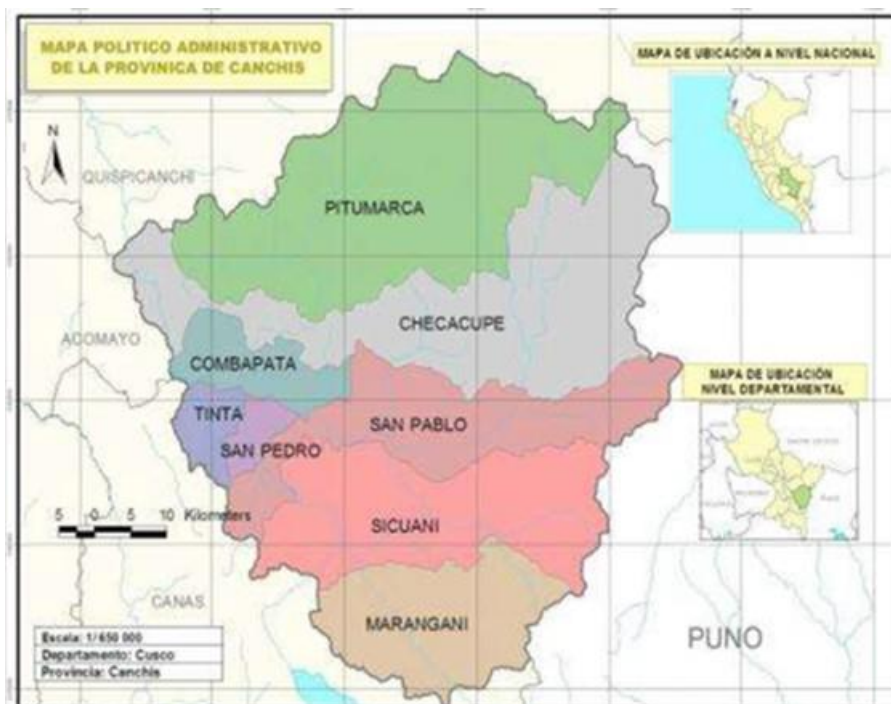 MAPA POLITICO ADMINISTRATIVO
DE LA PROVINICA DE CANCHIS
MAPA DE UBICACIÓN A NIVEL NACIONAL
N
QUISPICANCHI
PITUMARCA
ACOMAYO
CHECACUPE
COMBAPATA
MAPA DE UBICACIÓN
NIVEL DEPARTAMENTAL
TINTA
SAN PABLO
SAN PEDRO
5 0 5 10 Kilometers
SICUANI
CANAS
MARANGANI
PUNO
Escala: 1/650 000
Departamento: Cusco
Provincia: Canchis